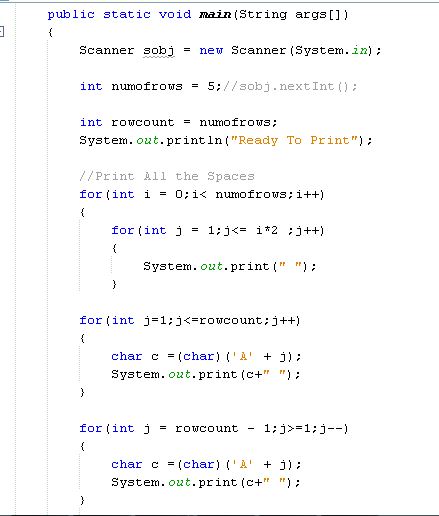 public static void main(String args[])
{
Scanner sobj = new Scanner(System.in);
int numofrows = 5;//sobj.nextInt();
int rowcount = numofrows;
System.out.println("Ready To Print");
//Print All the Spaces
for(int i = 0;i< numofrows;i++)
{
for(int j = 1;j<= i*2 ;j++)
{
System.out.print(" ");
}
for(int j=1;j<=rowcount;j++)
{
char c =(char)('A' + j);
System.out.print(c+" ");
}
for(int j = rowcount - 1;j>=1;j--)
{
char c =(char)('A' + j);
System.out.print(c+" ");
}